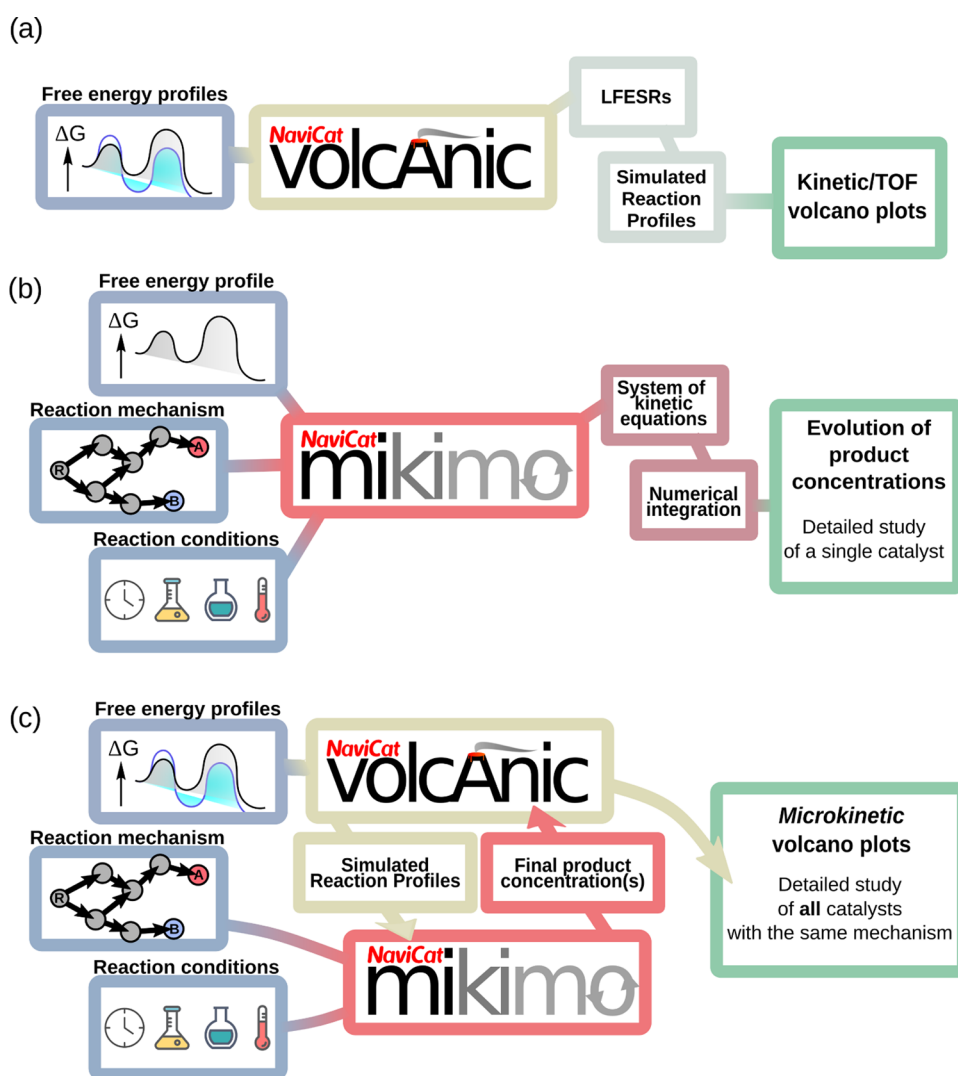 (a)
Free energy profiles
ΔG
NaviCat
volcAnic
LFESRs
Simulated
Reaction
Profiles
Kinetic/TOF
volcano plots
(b)
Free energy profile
ΔG
Reaction mechanism
R
A
B
Reaction conditions
NaviCat
mikimo
System of
kinetic
equations
Numerical
integration
Evolution of
product
concentrations
Detailed study
of a single catalyst
(c)
Free energy profiles
ΔG
NaviCat
volcAnic
Reaction mechanism
R
A
B
Simulated
Reaction Profiles
Final product
concentration(s)
Reaction conditions
NaviCat
mikimo
Microkinetic
volcano plots
Detailed study
of all catalysts
with the same mechanism